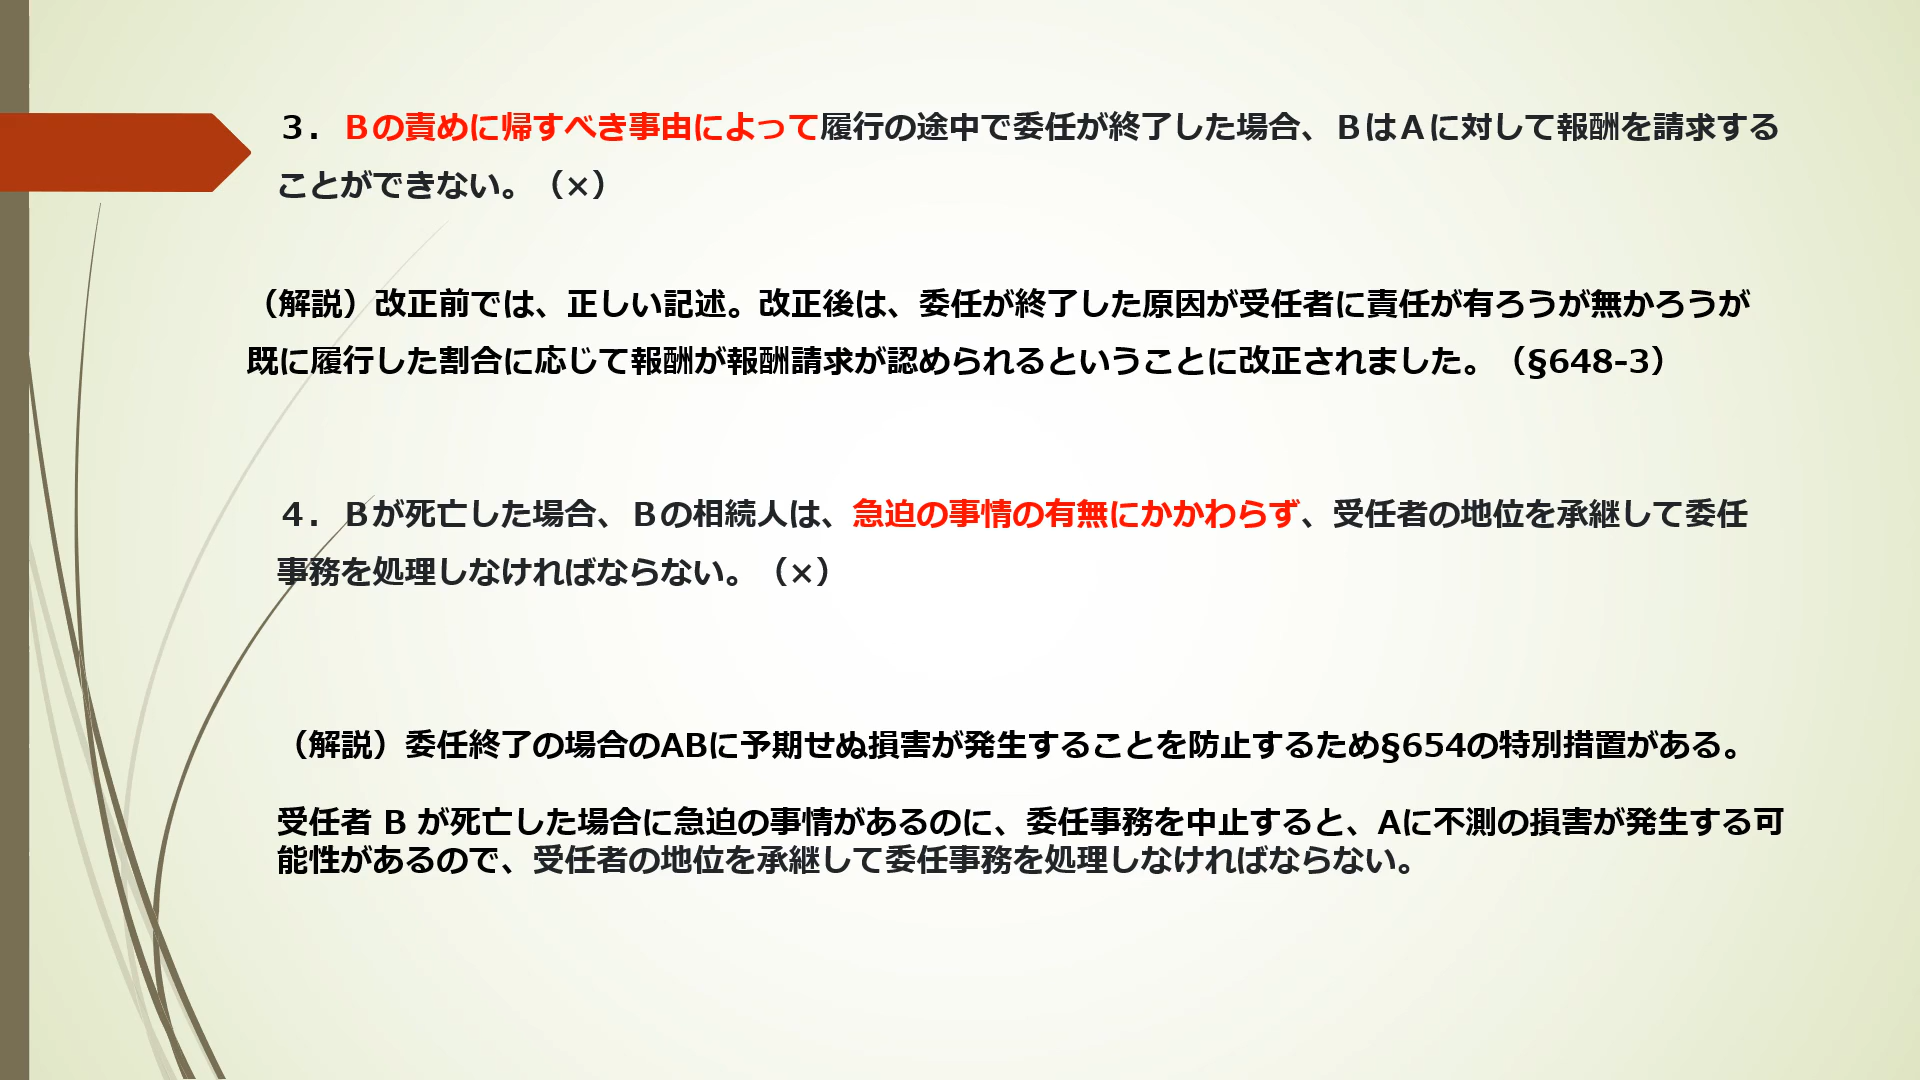 ３．Ｂの責めに帰すべき事由によって履行の途中で委任が終了した場合、ＢはＡに対して報酬を請求する
ことができない。（×）
（解説）改正前では、正しい記述。改正後は、委任が終了した原因が受任者に責任が有ろうが無かろうが
既に履行した割合に応じて報酬が報酬請求が認められるということに改正されました。（§648-3）
４．Ｂが死亡した場合、Ｂの相続人は、急迫の事情の有無にかかわらず、受任者の地位を承継して委任
事務を処理しなければならない。（×）
（解説）委任終了の場合のABに予期せぬ損害が発生することを防止するため§654の特別措置がある。
受任者 B が死亡した場合に急迫の事情があるのに、委任事務を中止すると、Aに不測の損害が発生する可
能性があるので、受任者の地位を承継して委任事務を処理しなければならない。